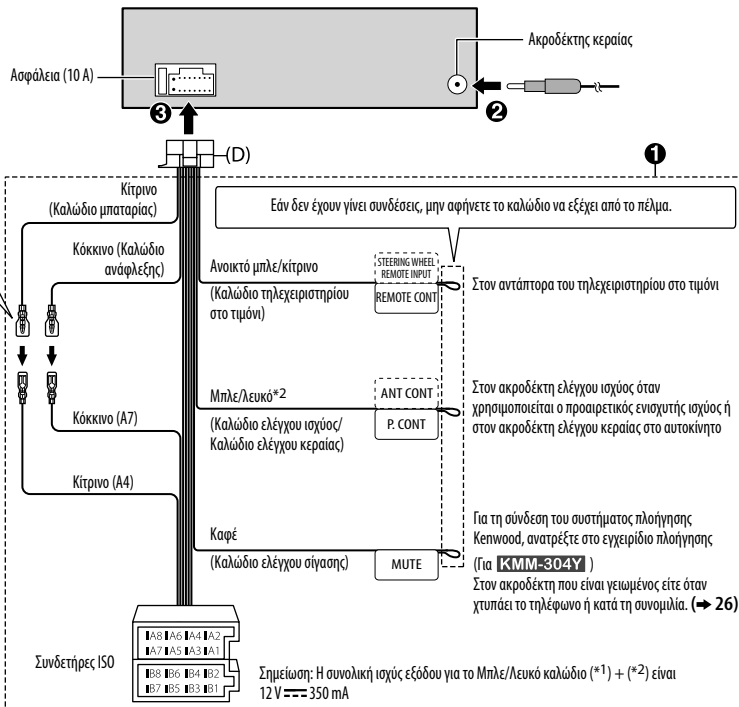 Ακροδέκτης κεραίας
Ασφάλεια (10 A)
❸
❷
(D)
❶
Κίτρινο
(Καλώδιο μπαταρίας)
Εάν δεν έχουν γίνει συνδέσεις, μην αφήνετε το καλώδιο να εξέχει από το πέλμα.
Κόκκινο (Καλώδιο
ανάφλεξης)
Ανοικτό μπλε/κίτρινο
(Καλώδιο τηλεχειριστηρίου
στο τιμόνι)
STEERING WHEEL
REMOTE INPUT
REMOTE CONT
Στον αντάπτορα του τηλεχειριστηρίου στο τιμόνι
Μπλε/λευκό*2
(Καλώδιο ελέγχου ισχύος/
Καλώδιο ελέγχου κεραίας)
ANT CONT
P. CONT
Στον ακροδέκτη ελέγχου ισχύος όταν
χρησιμοποιείται ο προαιρετικός ενισχυτής ισχύος ή
στον ακροδέκτη ελέγχου κεραίας στο αυτοκίνητο
Κόκκινο (A7)
Κίτρινο (A4)
Καφέ
(Καλώδιο ελέγχου σίγασης)
MUTE
Για τη σύνδεση του συστήματος πλοήγησης
Kenwood, ανατρέξτε στο εγχειρίδιο πλοήγησης
(Για KMM-304Y )
Στον ακροδέκτη που είναι γειωμένος είτε όταν
χτυπάει το τηλέφωνο ή κατά τη συνομιλία. (➜ 26)
Συνδετήρες ISO
A8 A6 A4 A2
A7 A5 A3 A1
B8 B6 B4 B2
B7 B5 B3 B1
Σημείωση: Η συνολική ισχύς εξόδου για το Μπλε/Λευκό καλώδιο (*1) + (*2) είναι
12 V ⎓ 350 mA